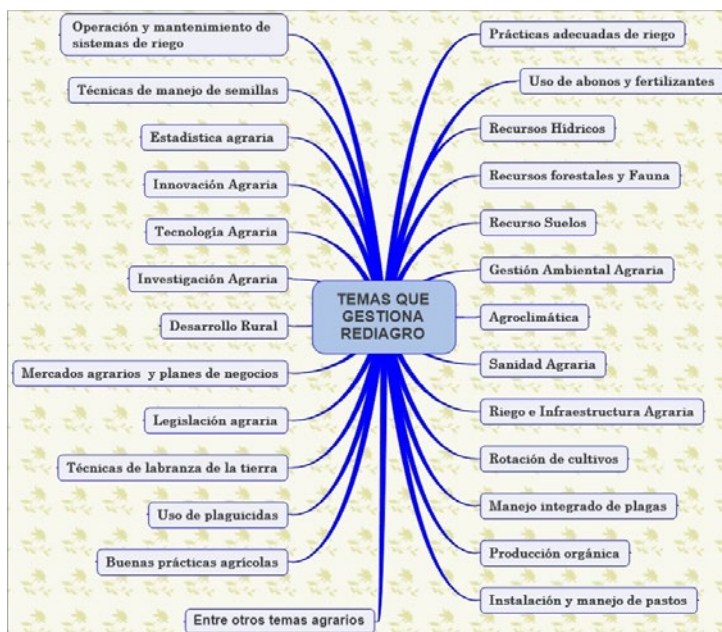 Operación y mantenimiento de
sistemas de riego
Técnicas de manejo de semillas
Estadística agraria
Innovación Agraria
Tecnología Agraria
Investigación Agraria
Desarrollo Rural
Mercados agrarios y planes de negocios
Legislación agraria
Técnicas de labranza de la tierra
Uso de plaguicidas
Buenas prácticas agrícolas
Entre otros temas agrarios
TEMAS QUE
GESTIONA
REDIAGRO
Prácticas adecuadas de riego
Uso de abonos y fertilizantes
Recursos Hídricos
Recursos forestales y Fauna
Recurso Suelos
Gestión Ambiental Agraria
Agroclimática
Sanidad Agraria
Riego e Infraestructura Agraria
Rotación de cultivos
Manejo integrado de plagas
Producción orgánica
Instalación y manejo de pastos